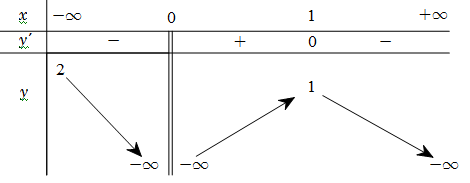 x −∞ 0 1 +∞
y′ − + 0 −
2
y 1
−∞ −∞ −∞